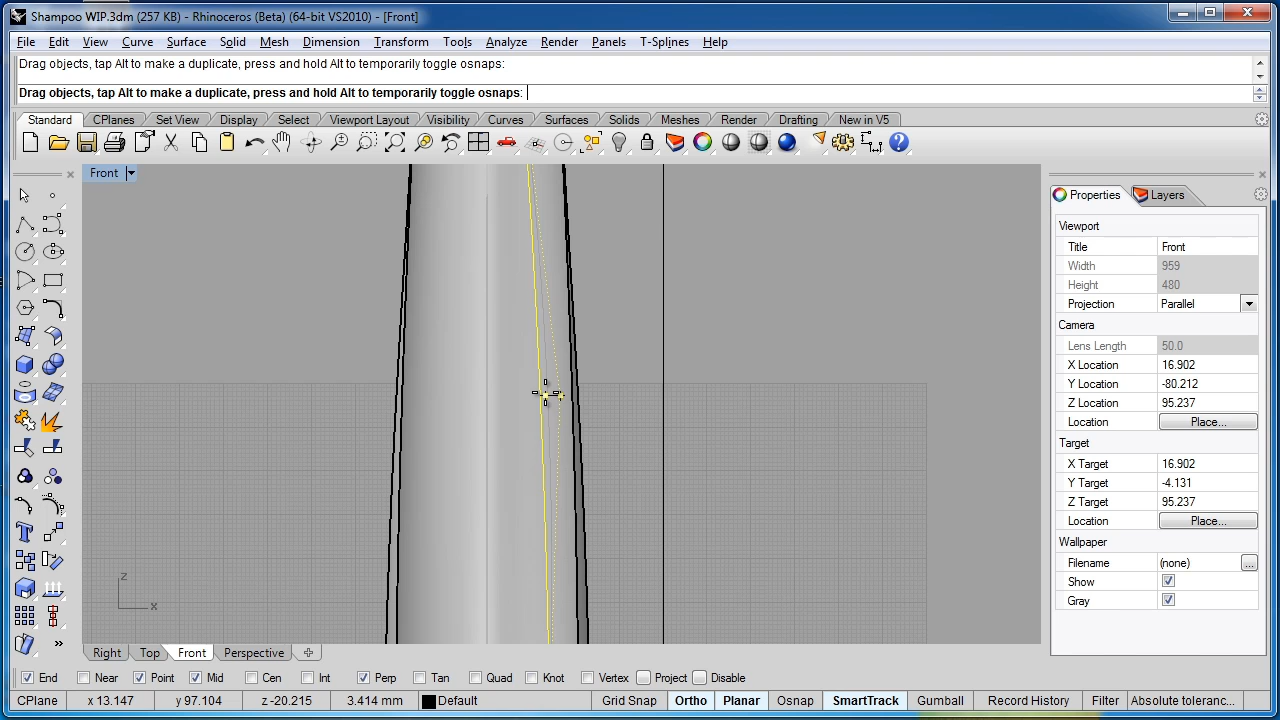 Shampoo WIP.3dm (257 KB) - Rhinoceros (Beta) (64-bit VS2010) - [Front]
File Edit View Curve Surface Solid Mesh Dimension Transform Tools Analyze Render Panels T-Splines Help
Drag objects, tap Alt to make a duplicate, press and hold Alt to temporarily toggle osnaps:
Drag objects, tap Alt to make a duplicate, press and hold Alt to temporarily toggle osnaps:
Standard CPlanes Set View Display Select Viewport Layout Visibility Curves Surfaces Solids Meshes Render Drafting New in V5
Front
Properties Layers
Viewport
Title Front
Width 959
Height 480
Projection Parallel
Camera
Lens Length 50.0
X Location 16.902
Y Location -80.212
Z Location 95.237
Location Place...
Target
X Target 16.902
Y Target -4.131
Z Target 95.237
Location Place...
Wallpaper
Filename (none) ...
Show
Gray
z
x
Right Top Front Perspective
End Near Point Mid Cen Int Perp Tan Quad Knot Vertex Project Disable
CPlane x 13.147 y 97.104 z -20.215 3.414 mm Default Grid Snap Ortho Planar Osnap SmartTrack Gumball Record History Filter Absolute toleranc...